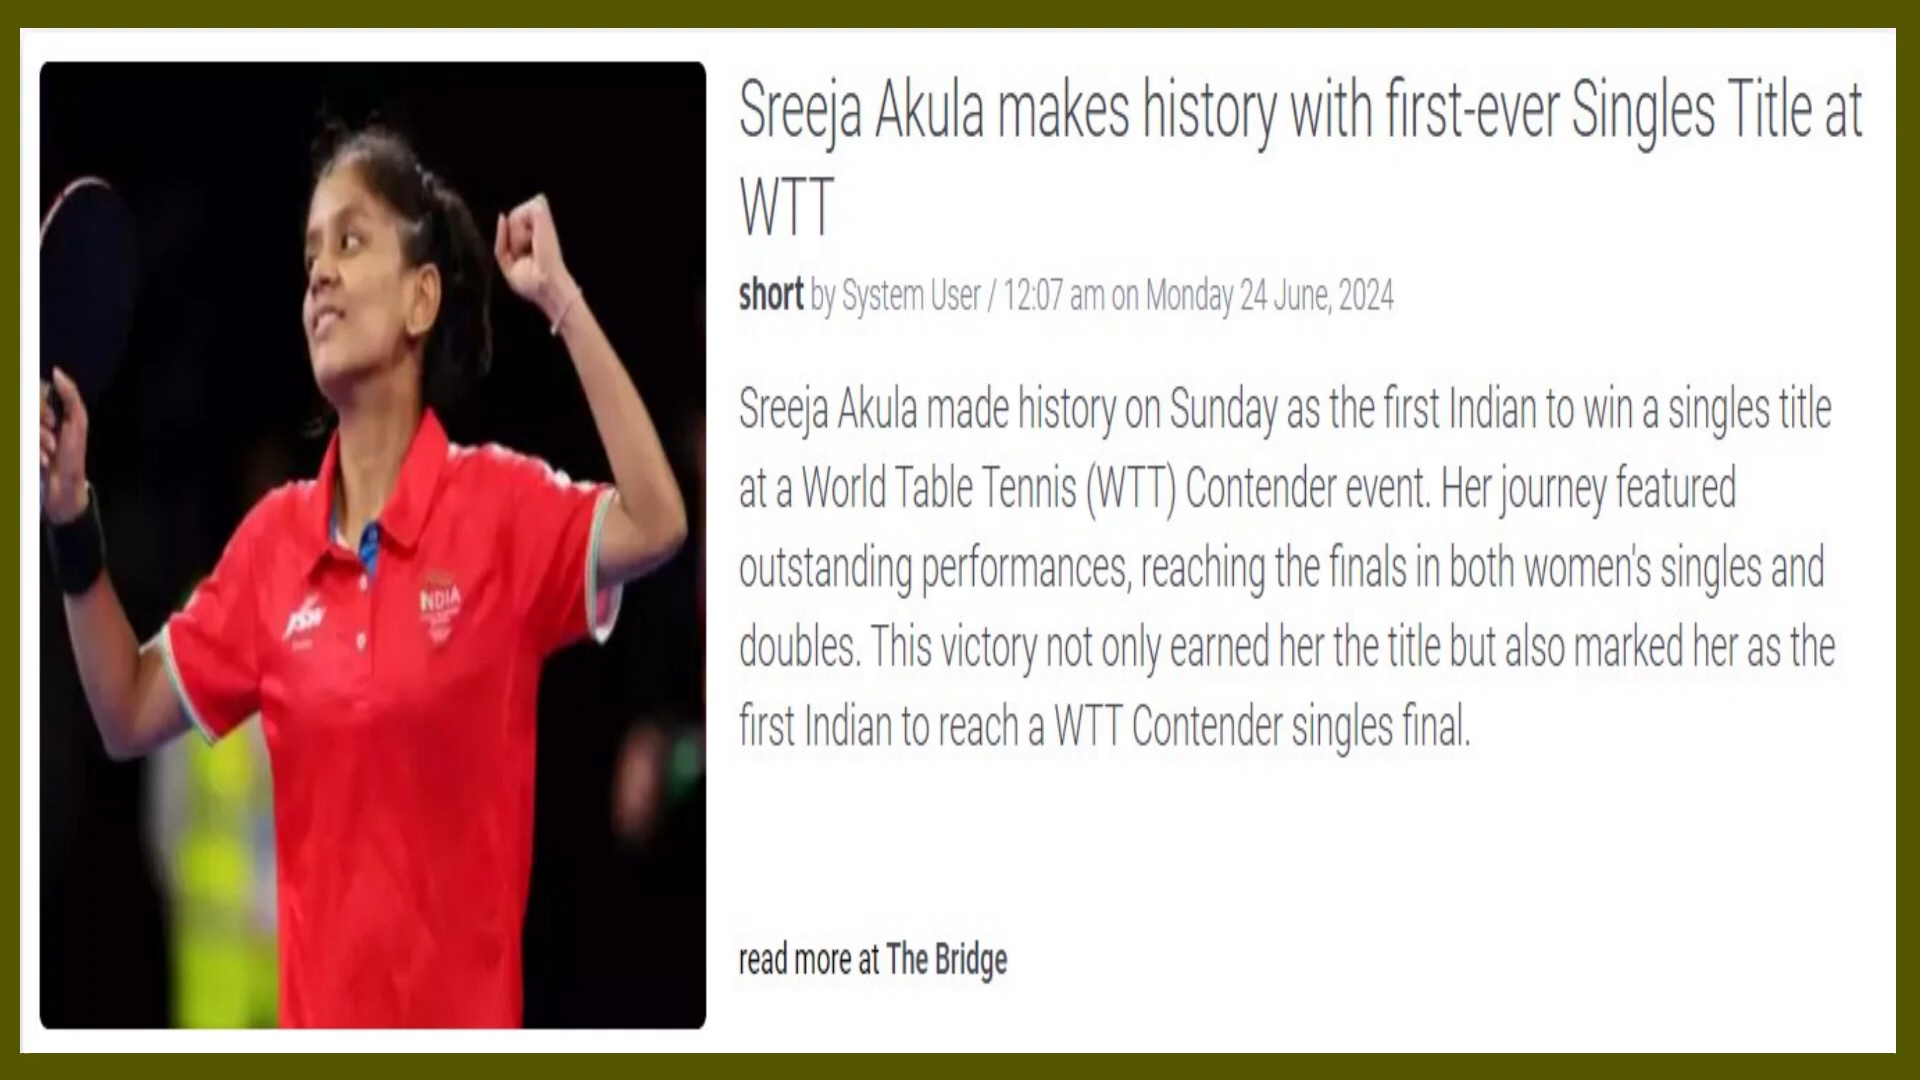 Sreeja Akula makes history with first-ever Singles Title at
WTT
short by System User / 12:07 am on Monday 24 June, 2024
Sreeja Akula made history on Sunday as the first Indian to win a singles title
at a World Table Tennis (WTT) Contender event. Her journey featured
outstanding performances, reaching the finals in both women's singles and
doubles. This victory not only earned her the title but also marked her as the
first Indian to reach a WTT Contender singles final.
read more at The Bridge
JSW
INDIA